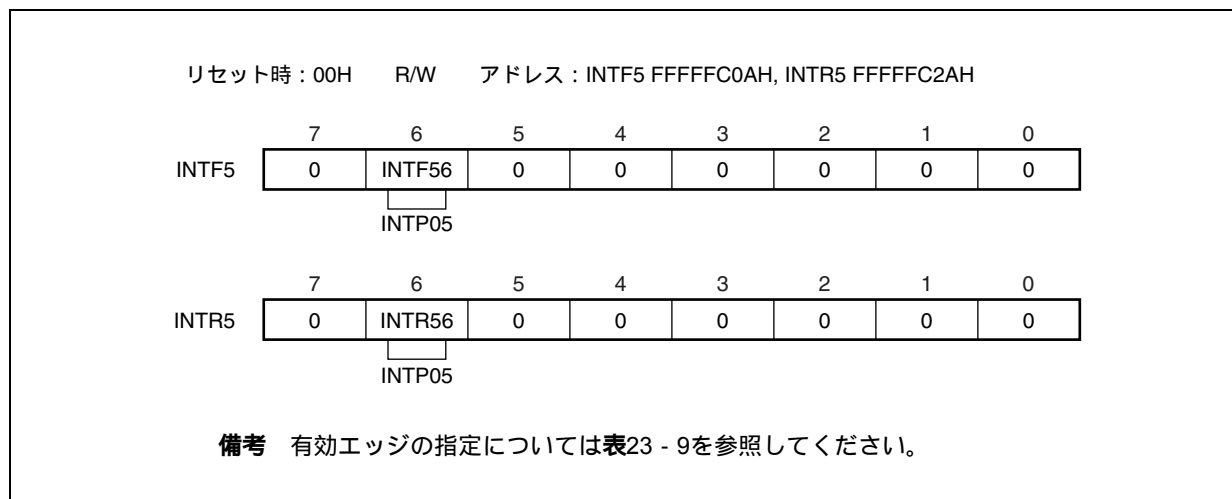 リセット時：00H R/W アドレス：INTF5 FFFFFC0AH, INTR5 FFFFFC2AH
7 6 5 4 3 2 1 0
INTF5 0 INTF56 0 0 0 0 0 0
INTP05
7 6 5 4 3 2 1 0
INTR5 0 INTR56 0 0 0 0 0 0
INTP05
備考 有効エッジの指定については表23 - 9を参照してください。